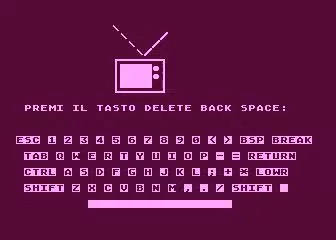 PREMI IL TASTO DELETE BACK SPACE:
ESC 1 2 3 4 5 6 7 8 9 0 < > BSP BREAK
TAB Q W E R T Y U I O P - = RETURN
CTRL A S D F G H J K L ; + * LOWR
SHIFT Z X C V B N M , . / SHIFT